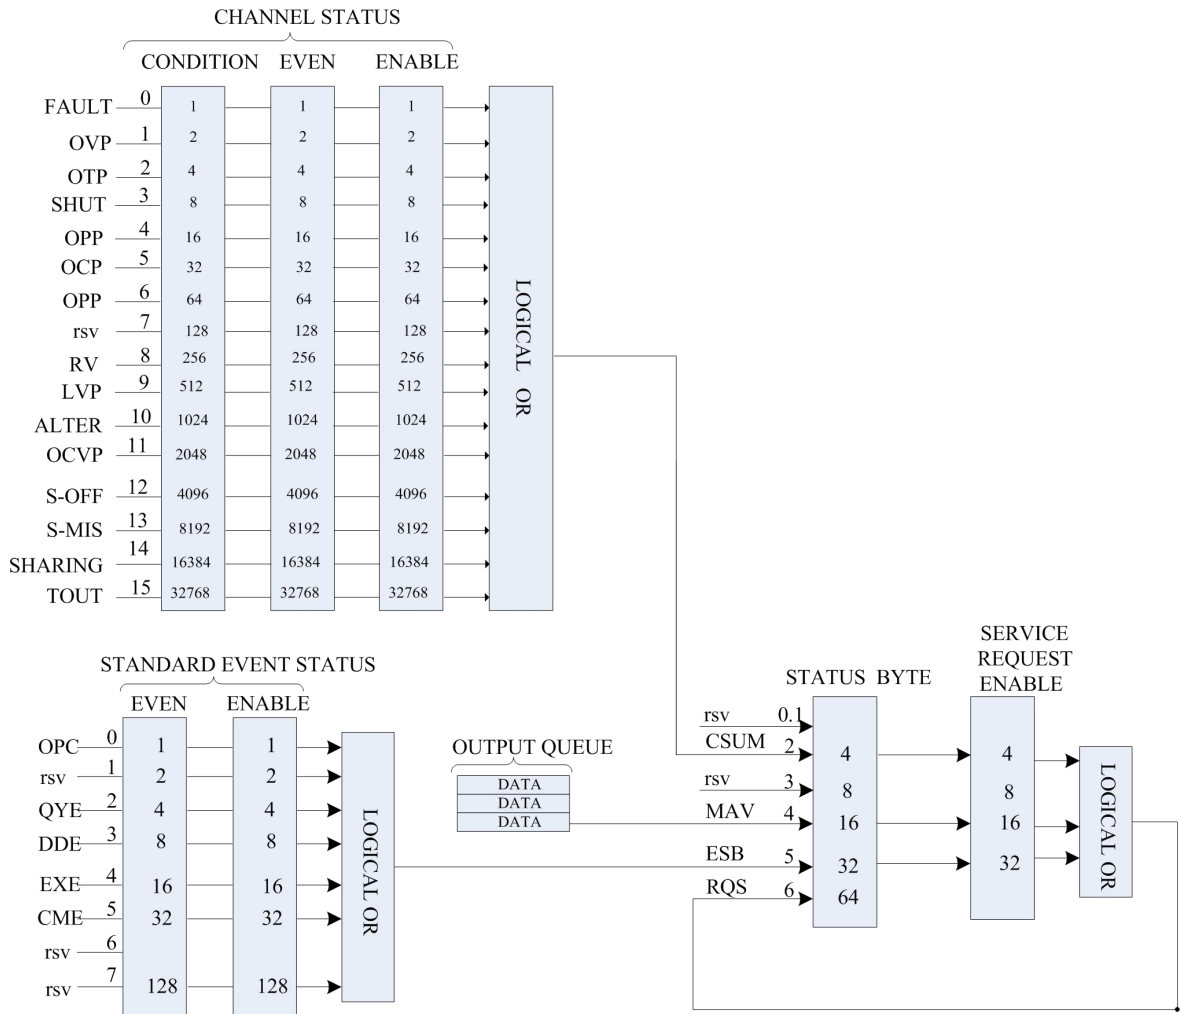 CHANNEL STATUS
CONDITION EVEN ENABLE
FAULT 0 1 1 1
OVP 1 2 2 2
OTP 2 4 4 4
SHUT 3 8 8 8
OPP 4 16 16 16
OCP 5 32 32 32
OPP 6 64 64 64
rsv 7 128 128 128
RV 8 256 256 256
LVP 9 512 512 512
ALTER 10 1024 1024 1024
OCVP 11 2048 2048 2048
S-OFF 12 4096 4096 4096
S-MIS 13 8192 8192 8192
SHARING 14 16384 16384 16384
TOUT 15 32768 32768 32768
LOGICAL OR
STANDARD EVENT STATUS
EVEN ENABLE
OPC 0 1 1
rsv 1 2 2
QYE 2 4 4
DDE 3 8 8
EXE 4 16 16
CME 5 32 32
rsv 6
rsv 7 128 128
LOGICAL OR
OUTPUT QUEUE
DATA
DATA
DATA
STATUS BYTE
SERVICE
REQUEST
ENABLE
rsv 0.1
CSUM 2 4 4
rsv 3 8 8
MAV 4 16 16
ESB 5 32 32
RQS 6 64
LOGICAL OR